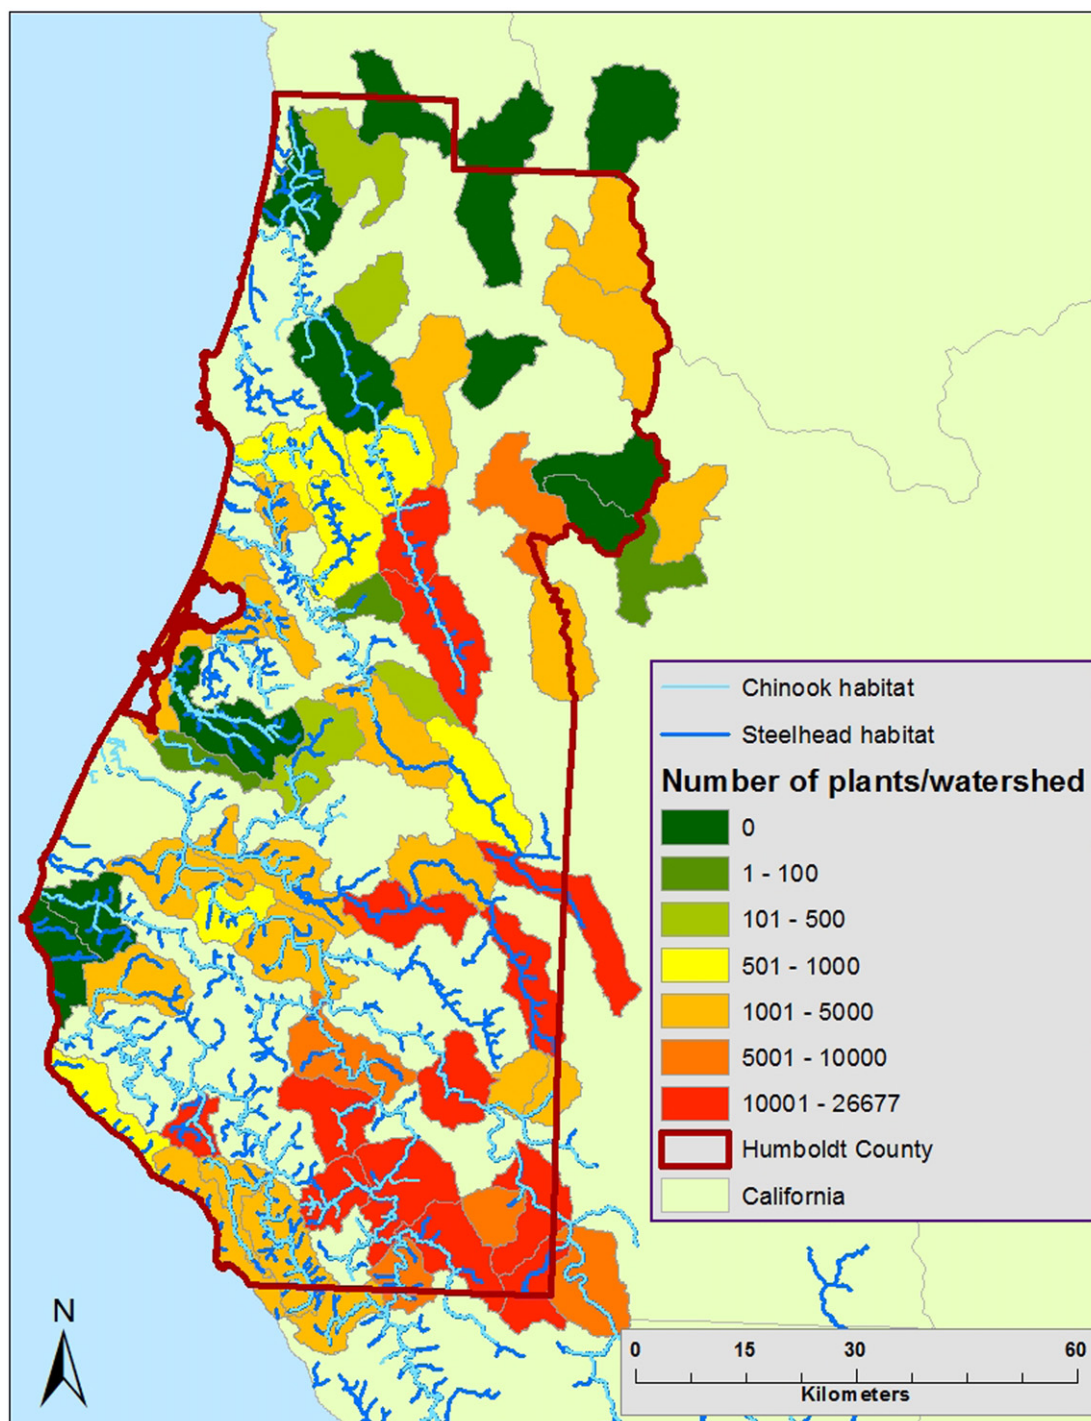 Chinook habitat
Steelhead habitat
Number of plants/watershed
0
1 - 100
101 - 500
501 - 1000
1001 - 5000
5001 - 10000
10001 - 26677
Humboldt County
California
N
0 15 30 60
Kilometers